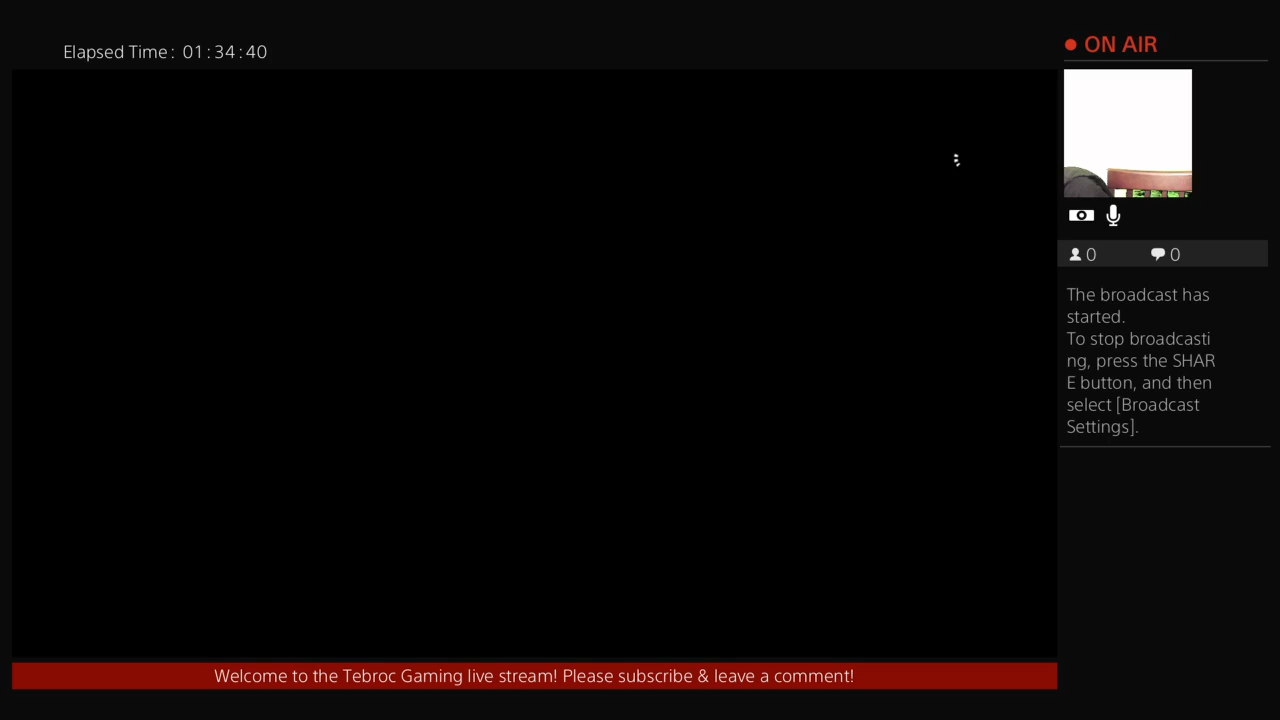 Elapsed Time: 01:34:40
ON AIR
0 0
The broadcast has
started.
To stop broadcasti
ng, press the SHAR
E button, and then
select [Broadcast
Settings].
Welcome to the Tebroc Gaming live stream! Please subscribe & leave a comment!